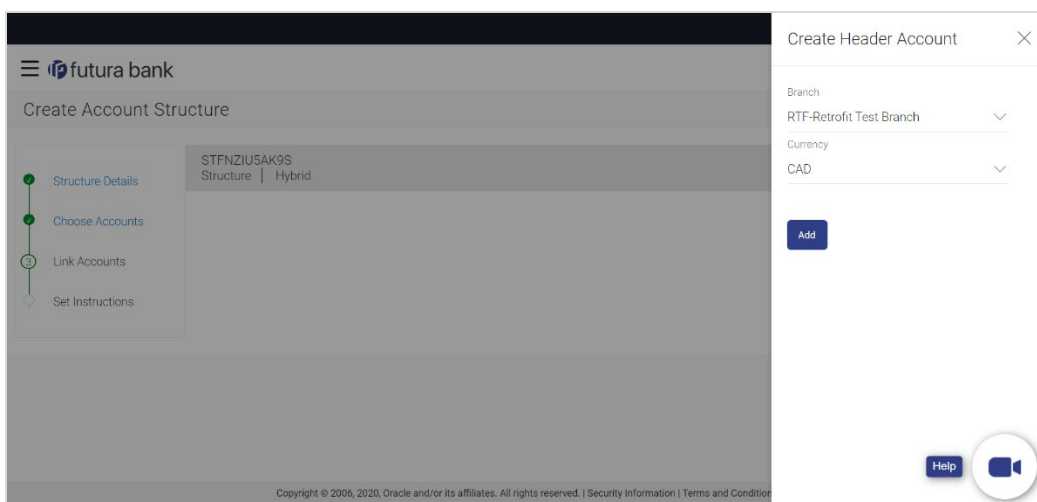 Create Header Account
futura bank
Create Account Structure
Branch
RTF-Retrofit Test Branch
Currency
CAD
Add
STFNZIU5AK9S
Structure | Hybrid
Structure Details
Choose Accounts
3 Link Accounts
Set Instructions
Help
Copyright © 2006, 2020, Oracle and/or its affiliates. All rights reserved. | Security Information | Terms and Condition